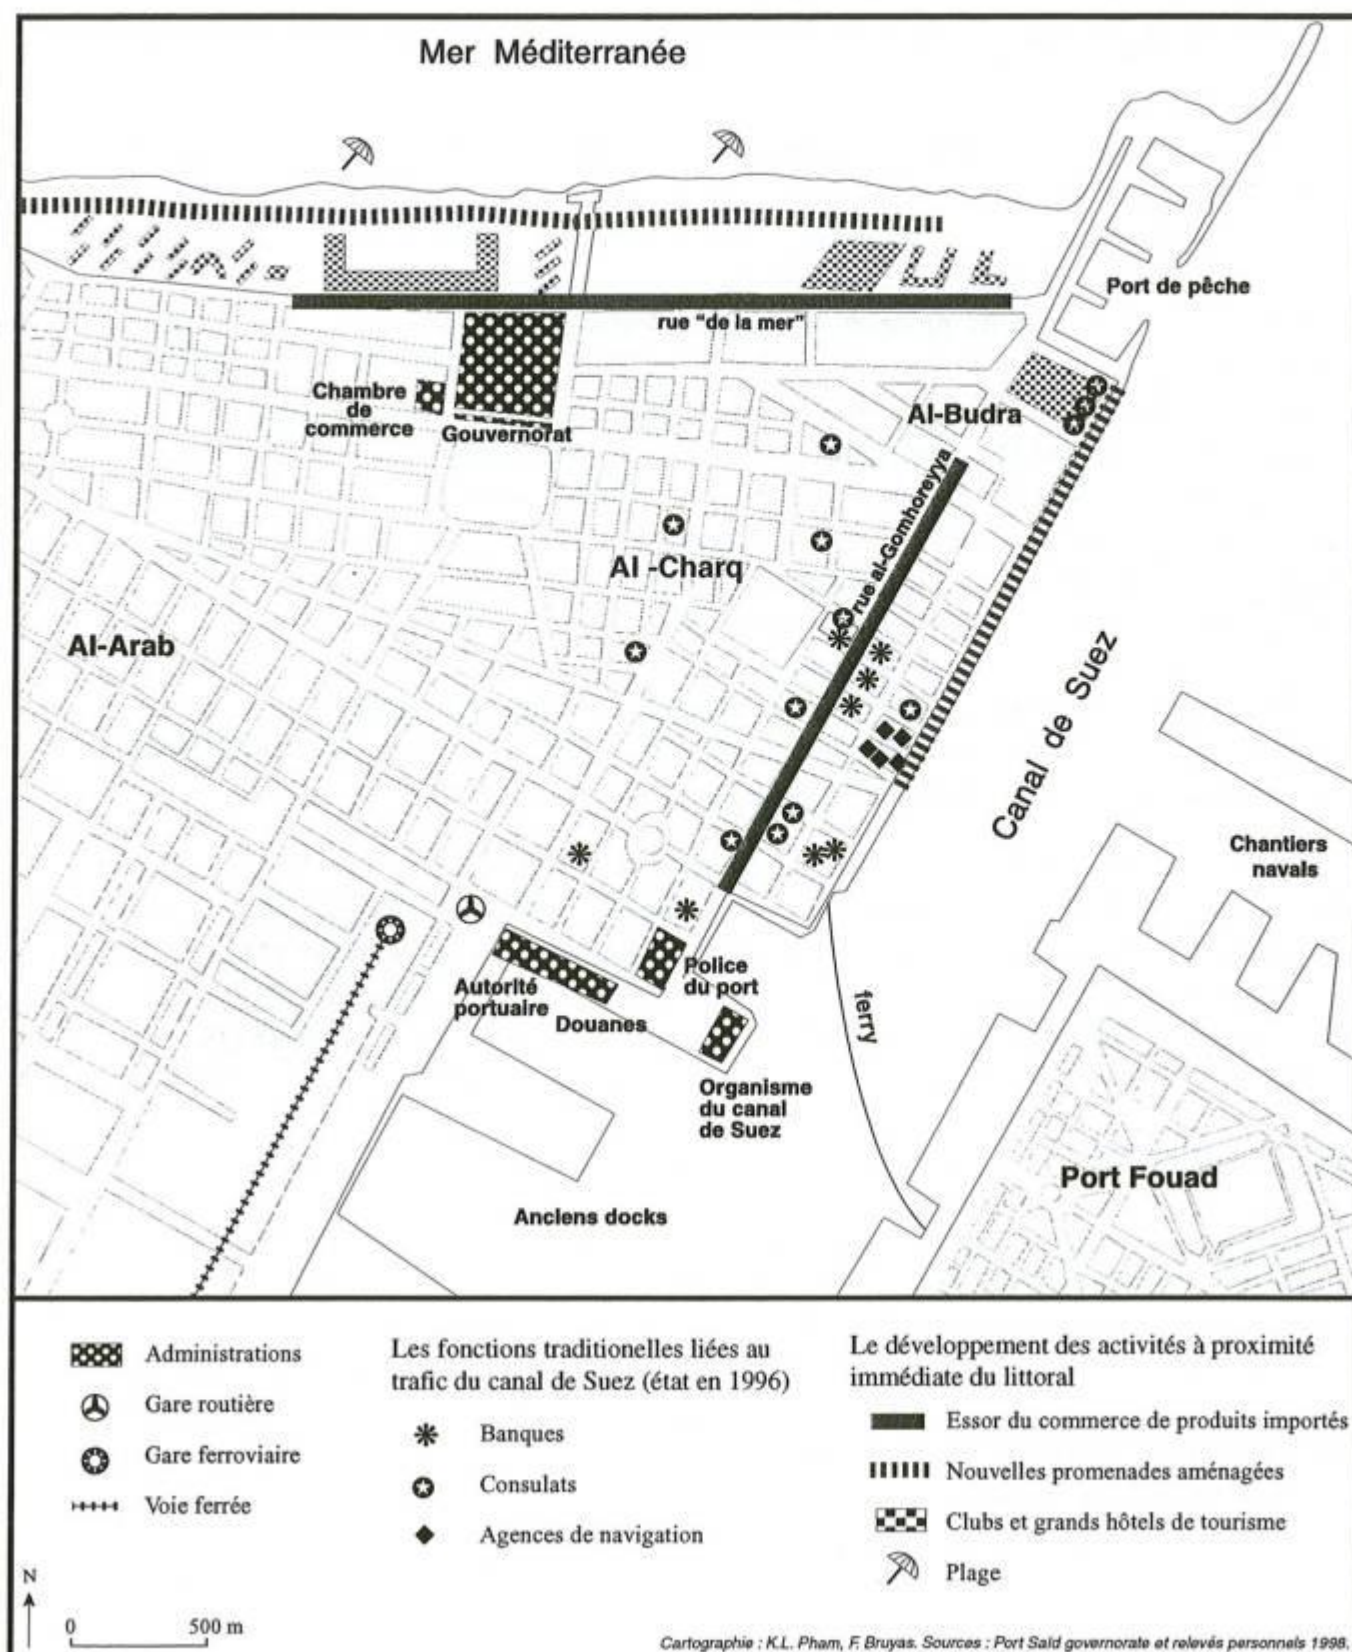 Mer Méditerranée
Port de pêche
rue "de la mer"
Chambre
de
commerce
Gouvernorat
Al-Budra
rue al-Gomhoreyya
Al -Charq
Al-Arab
Canal de Suez
Chantiers
navals
Police
du port
Autorité
portuaire
Douanes
ferry
Organisme
du canal
de Suez
Port Fouad
Anciens docks
Administrations
Gare routière
Gare ferroviaire
Voie ferrée
Les fonctions traditionelles liées au
trafic du canal de Suez (état en 1996)
Banques
Consulats
Agences de navigation
Le développement des activités à proximité
immédiate du littoral
Essor du commerce de produits importés
Nouvelles promenades aménagées
Clubs et grands hôtels de tourisme
Plage
N
0 500 m
Cartographie : K.L. Pham, F. Bruyas. Sources : Port Saïd governorate et relevés personnels 1998.